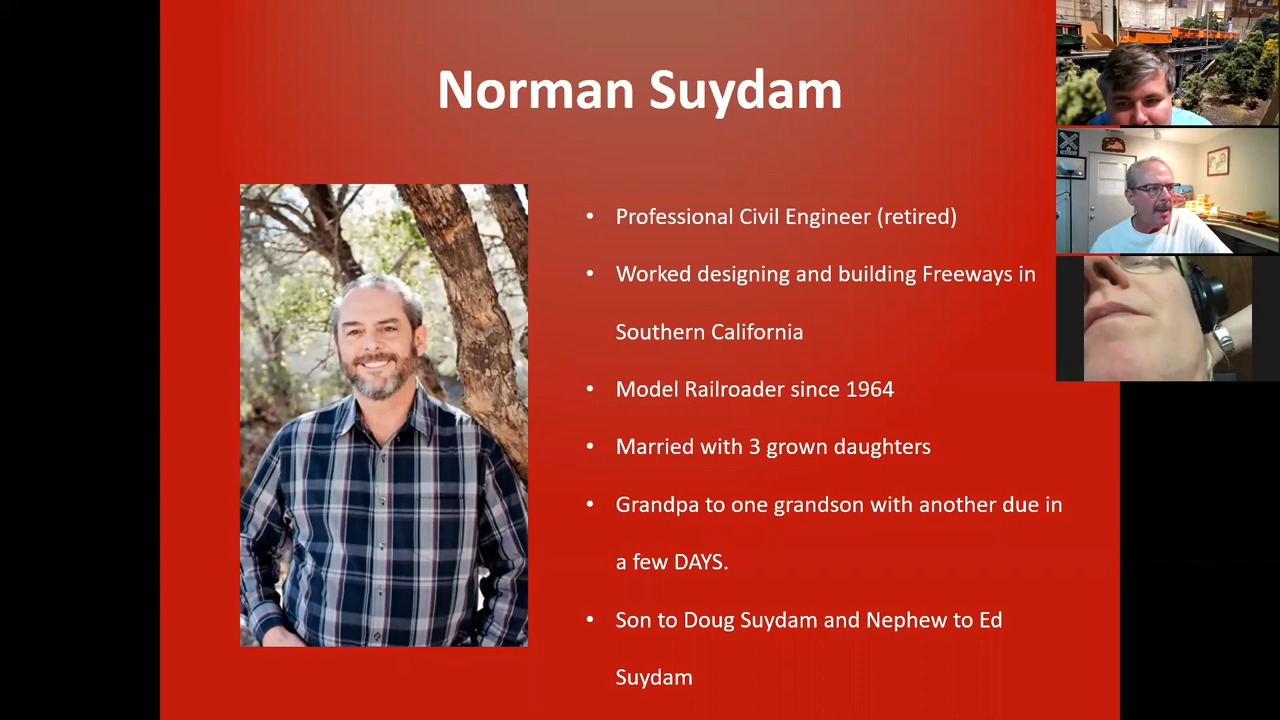 Norman Suydam
• Professional Civil Engineer (retired)
• Worked designing and building Freeways in
Southern California
• Model Railroader since 1964
• Married with 3 grown daughters
• Grandpa to one grandson with another due in
a few DAYS.
• Son to Doug Suydam and Nephew to Ed
Suydam